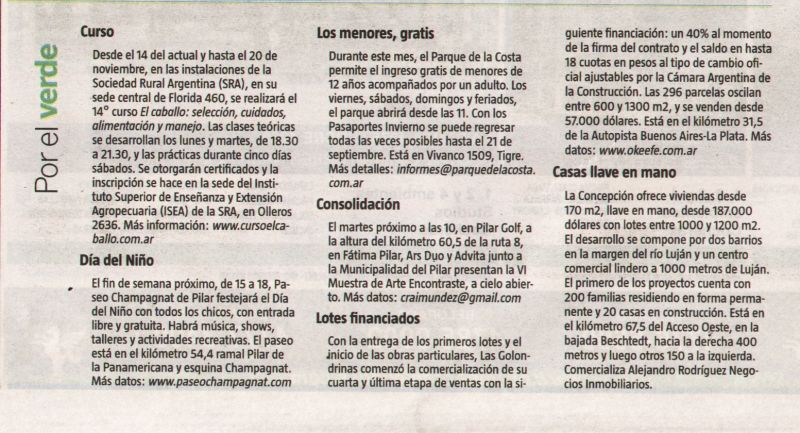 Por el verde
Curso
Desde el 14 del actual y hasta el 20 de
noviembre, en las instalaciones de la
Sociedad Rural Argentina (SRA), en su
sede central de Florida 460, se realizará el
14° curso El caballo: selección, cuidados,
alimentación y manejo. Las clases teóricas
se desarrollan los lunes y martes, de 18.30
a 21.30, y las prácticas durante cinco días
sábados. Se otorgarán certificados y la
inscripción se hace en la sede del Insti-
tuto Superior de Enseñanza y Extensión
Agropecuaria (ISEA) de la SRA, en Olleros
2636. Más información: www.cursoelca-
ballo.com.ar
Día del Niño
El fin de semana próximo, de 15 a 18, Pa-
seo Champagnat de Pilar festejará el Día
del Niño con todos los chicos, con entrada
libre y gratuita. Habrá música, shows,
talleres y actividades recreativas. El paseo
está en el kilómetro 54,4 ramal Pilar de
la Panamericana y esquina Champagnat.
Más datos: www.paseochampagnat.com
Los menores, gratis
Durante este mes, el Parque de la Costa
permite el ingreso gratis de menores de
12 años acompañados por un adulto. Los
viernes, sábados, domingos y feriados,
el parque abrirá desde las 11. Con los
Pasaportes Invierno se puede regresar
todas las veces posibles hasta el 21 de
septiembre. Está en Vivanco 1509, Tigre.
Más detalles: informes@parquedelacosta.
com.ar
Consolidación
El martes próximo a las 10, en Pilar Golf, a
la altura del kilómetro 60,5 de la ruta 8,
en Fátima Pilar, Ars Duo y Advita junto a
la Municipalidad del Pilar presentan la VI
Muestra de Arte Encontraste, a cielo abier-
to. Más datos: craimundez@gmail.com
Lotes financiados
Con la entrega de los primeros lotes y el
inicio de las obras particulares, Las Golon-
drinas comenzó la comercialización de su
cuarta y última etapa de ventas con la si-
guiente financiación: un 40% al momento
de la firma del contrato y el saldo en hasta
18 cuotas en pesos al tipo de cambio ofi-
cial ajustables por la Cámara Argentina de
la Construcción. Las 296 parcelas oscilan
entre 600 y 1300 m2, y se venden desde
57.000 dólares. Está en el kilómetro 31,5
de la Autopista Buenos Aires-La Plata. Más
datos: www.okeefe.com.ar
Casas llave en mano
La Concepción ofrece viviendas desde
170 m2, llave en mano, desde 187.000
dólares con lotes entre 1000 y 1200 m2.
El desarrollo se compone por dos barrios
en la margen del río Luján y un centro
comercial lindero a 1000 metros de Luján.
El primero de los proyectos cuenta con
200 familias residiendo en forma perma-
nente y 20 casas en construcción. Está en
el kilómetro 67,5 del Acceso Oeste, en la
bajada Beschtedt, hacia la derecha 400
metros y luego otros 150 a la izquierda.
Comercializa Alejandro Rodríguez Nego-
cios Inmobiliarios.